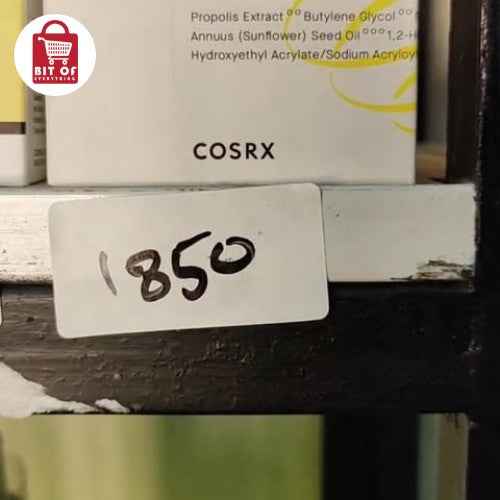 BIT OF
EVERYTHING
Propolis Extract°° Butylene Glycol°
Annuus (Sunflower) Seed Oil°°° 1,2-H
Hydroxyethyl Acrylate/Sodium Acryloy
COSRX
1850